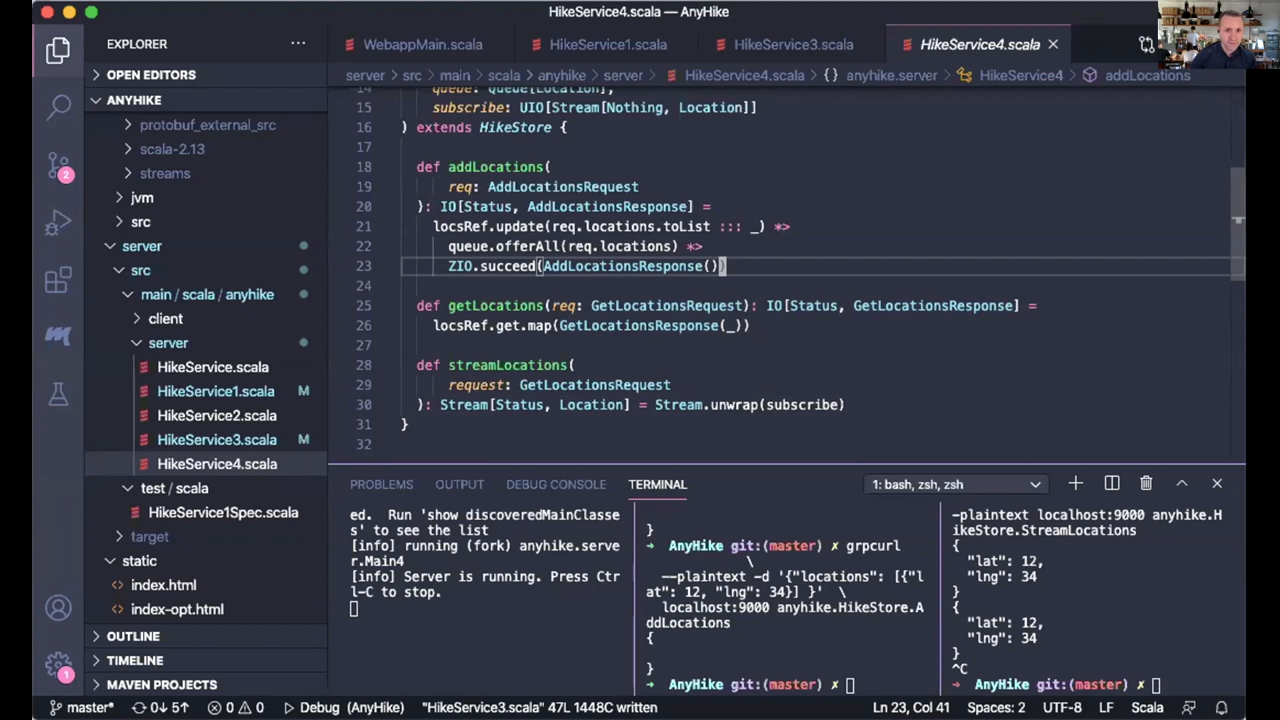 HikeService4.scala — AnyHike
EXPLORER
OPEN EDITORS
ANYHIKE
protobuf_external_src
scala-2.13
streams
jvm
src
server
src
main / scala / anyhike
client
server
HikeService.scala
HikeService1.scala M
HikeService2.scala
HikeService3.scala M
HikeService4.scala
test / scala
HikeService1Spec.scala
target
static
index.html
index-opt.html
OUTLINE
TIMELINE
MAVEN PROJECTS
2
1
WebappMain.scala HikeService1.scala HikeService3.scala HikeService4.scala
server > src > main > scala > anyhike > server > HikeService4.scala > {} anyhike.server > HikeService4 > addLocations
14 queue: Queue[Location],
15 subscribe: UIO[Stream[Nothing, Location]]
16 ) extends HikeStore {
17
18 def addLocations(
19 req: AddLocationsRequest
20 ): IO[Status, AddLocationsResponse] =
21 locsRef.update(req.locations.toList ::: _) *>
22 queue.offerAll(req.locations) *>
23 ZIO.succeed(AddLocationsResponse())
24
25 def getLocations(req: GetLocationsRequest): IO[Status, GetLocationsResponse] =
26 locsRef.get.map(GetLocationsResponse(_))
27
28 def streamLocations(
29 request: GetLocationsRequest
30 ): Stream[Status, Location] = Stream.unwrap(subscribe)
31 }
32
PROBLEMS OUTPUT DEBUG CONSOLE TERMINAL 1: bash, zsh, zsh
ed. Run 'show discoveredMainClasse
s' to see the list
[info] running (fork) anyhike.serve
r.Main4
[info] Server is running. Press Ctr
l-C to stop.
}
→ AnyHike git:(master) ✗ grpcurl
\
--plaintext -d '{"locations": [{"l
at": 12, "lng": 34}] }' \
localhost:9000 anyhike.HikeStore.A
ddLocations
{
}
→ AnyHike git:(master) ✗
-plaintext localhost:9000 anyhike.H
ikeStore.StreamLocations
{
"lat": 12,
"lng": 34
}
{
"lat": 12,
"lng": 34
}
^C
→ AnyHike git:(master) ✗
master* 0↓ 5↑ 0 0 Debug (AnyHike) "HikeService3.scala" 47L 1448C written Ln 23, Col 41 Spaces: 2 UTF-8 LF Scala